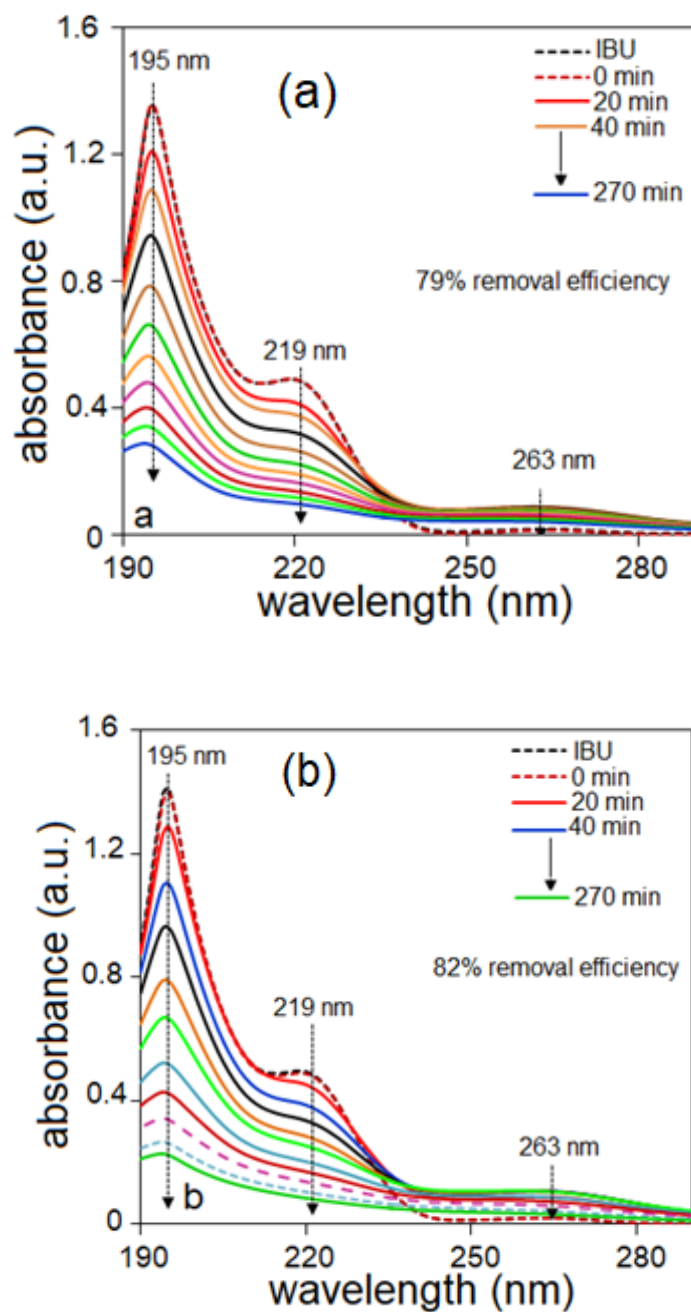 1.6
195 nm
(a)
IBU
0 min
20 min
40 min
270 min
1.2
79% removal efficiency
0.8
219 nm
0.4
263 nm
a
0
190
220
250
280
absorbance (a.u.)
wavelength (nm)
1.6
195 nm
(b)
IBU
0 min
20 min
40 min
270 min
1.2
82% removal efficiency
0.8
219 nm
0.4
263 nm
b
0
190
220
250
280
absorbance (a.u.)
wavelength (nm)